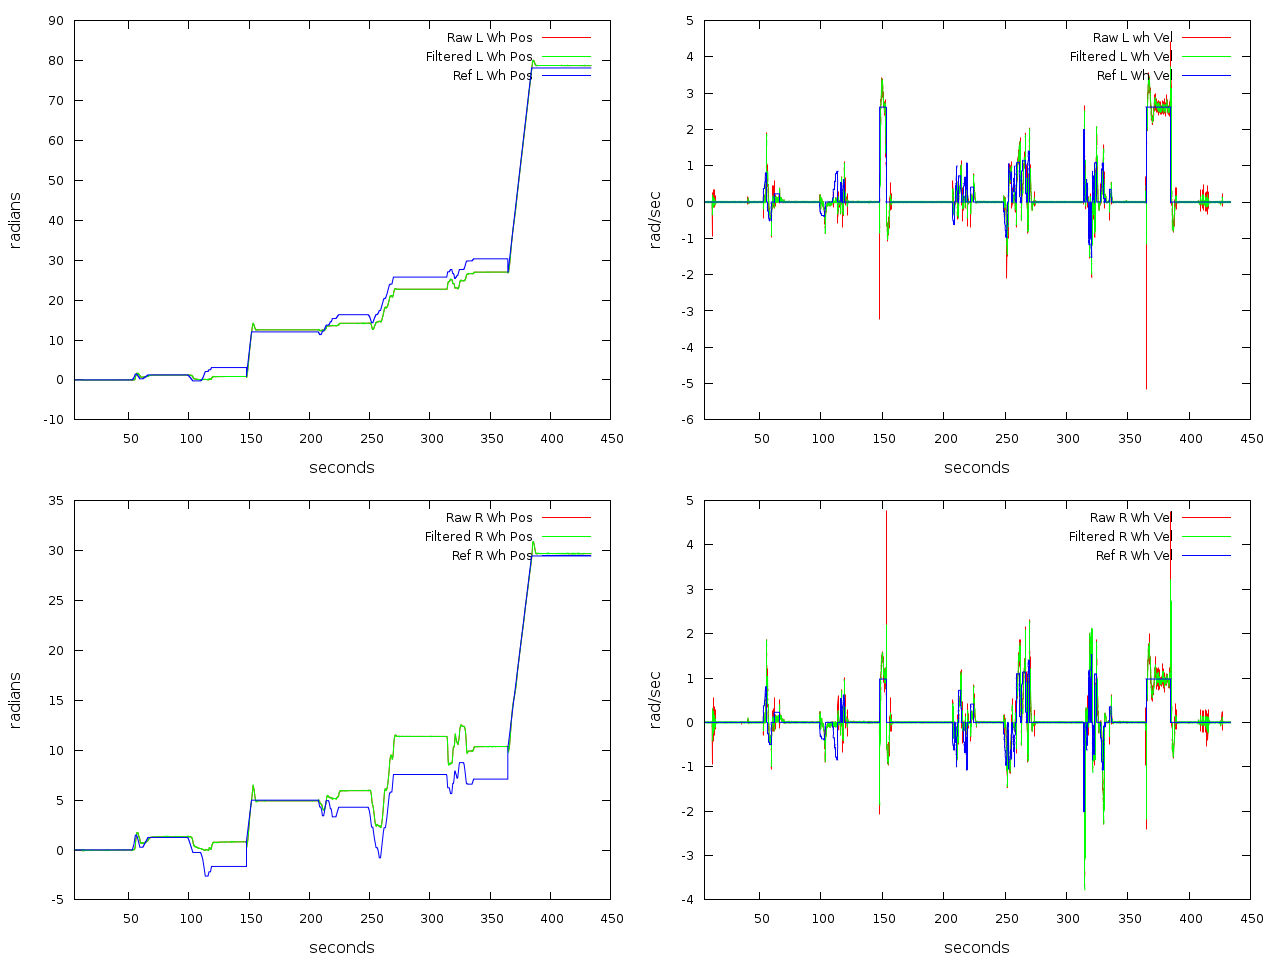 90
80
70
60
50
40
30
20
10
0
-10
50 100 150 200 250 300 350 400 450
radians
seconds
Raw L Wh Pos
Filtered L Wh Pos
Ref L Wh Pos
5
4
3
2
1
0
-1
-2
-3
-4
-5
-6
50 100 150 200 250 300 350 400 450
rad/sec
seconds
Raw L wh Vel
Filtered L Wh Vel
Ref L Wh Vel
35
30
25
20
15
10
5
0
-5
50 100 150 200 250 300 350 400 450
radians
seconds
Raw R Wh Pos
Filtered R Wh Pos
Ref R Wh Pos
5
4
3
2
1
0
-1
-2
-3
-4
50 100 150 200 250 300 350 400 450
rad/sec
seconds
Raw R Wh Vel
Filtered R Wh Vel
Ref R Wh Vel